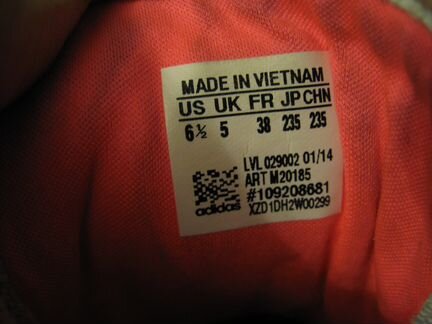 MADE IN VIETNAM
US UK FR JP CHN
6½ 5 38 235 235
LVL 029002 01/14
ART M20185
#109208681
adidas XZD1DH2W00299